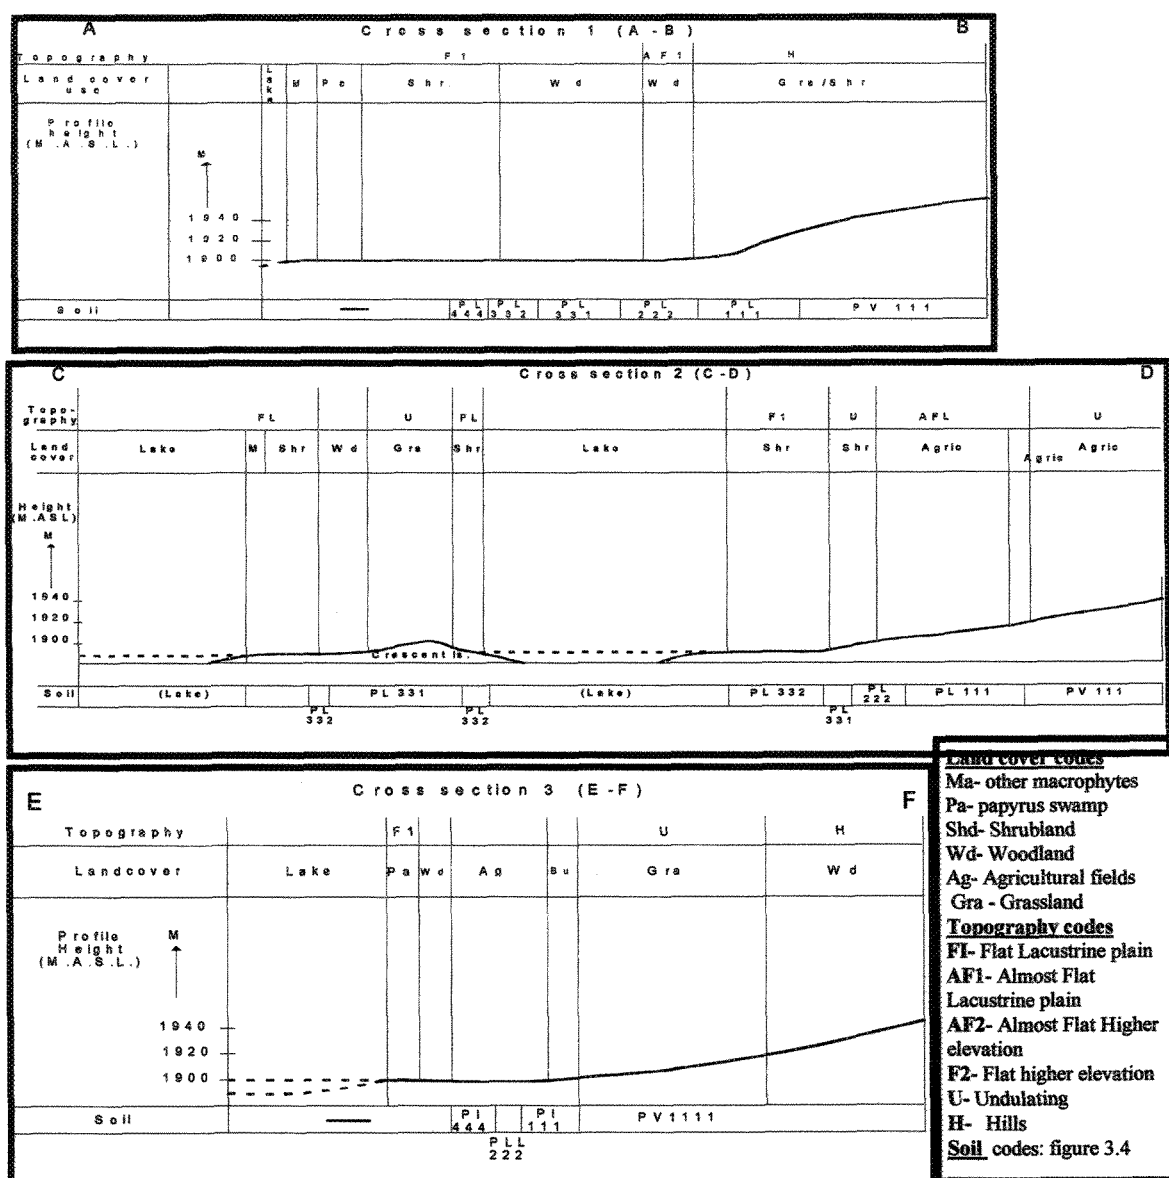 A Cross section 1 (A-B) B
Topography F1 AF1 H
Land cover use Lake M Pa Shr. Wd Wd Gra/Shr
Profile height (M.A.S.L.)
M
1940
1920
1900
Soil PL 444 PL 332 PL 331 PL 222 PL 111 PV 111
C Cross section 2 (C-D) D
Topography FL U PL F1 U AFL U
Land cover Lake M Shr Wd Gra Shr Lake Shr Shr Agric Agric Agric
Height (M.ASL)
M
1940
1920
1900
Crescent Is.
Soil (Lake) PL 331 (Lake) PL 332 PL 222 PL 111 PV 111
PL 332 PL 332 PL 331
E Cross section 3 (E-F) F
Topography F1 U H
Landcover Lake Pa Wd Ag Bu Gra Wd
Profile Height (M.A.S.L.)
M
1940
1920
1900
Soil Pl 444 Pl 111 PV1111
PLL 222
Land cover codes
Ma- other macrophytes
Pa- papyrus swamp
Shd- Shrubland
Wd- Woodland
Ag- Agricultural fields
Gra - Grassland
Topography codes
Fl- Flat Lacustrine plain
AF1- Almost Flat
Lacustrine plain
AF2- Almost Flat Higher
elevation
F2- Flat higher elevation
U- Undulating
H- Hills
Soil codes: figure 3.4